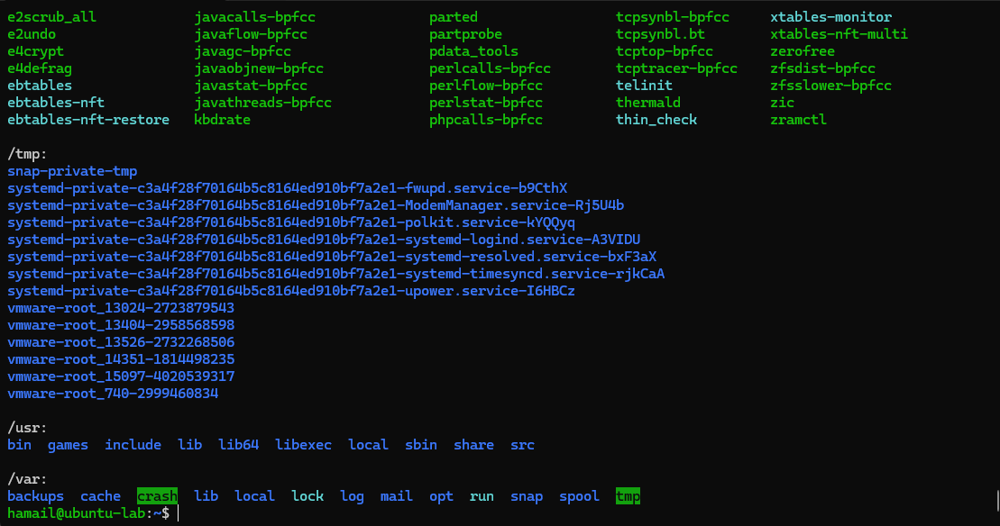 e2scrub_all javacalls-bpfcc parted tcpsynbl-bpfcc xtables-monitor
e2undo javaflow-bpfcc partprobe tcpsynbl.bt xtables-nft-multi
e4crypt javagc-bpfcc pdata_tools tcptop-bpfcc zerofree
e4defrag javaobjnew-bpfcc perlcalls-bpfcc tcptracer-bpfcc zfsdist-bpfcc
ebtables javastat-bpfcc perlflow-bpfcc telinit zfsslower-bpfcc
ebtables-nft javathreads-bpfcc perlstat-bpfcc thermald zic
ebtables-nft-restore kbdrate phpcalls-bpfcc thin_check zramctl
/tmp:
snap-private-tmp
systemd-private-c3a4f28f70164b5c8164ed910bf7a2e1-fwupd.service-b9CthX
systemd-private-c3a4f28f70164b5c8164ed910bf7a2e1-ModemManager.service-Rj5U4b
systemd-private-c3a4f28f70164b5c8164ed910bf7a2e1-polkit.service-kYQQyq
systemd-private-c3a4f28f70164b5c8164ed910bf7a2e1-systemd-logind.service-A3VIDU
systemd-private-c3a4f28f70164b5c8164ed910bf7a2e1-systemd-resolved.service-bxF3aX
systemd-private-c3a4f28f70164b5c8164ed910bf7a2e1-systemd-timesyncd.service-rjkCaA
systemd-private-c3a4f28f70164b5c8164ed910bf7a2e1-upower.service-I6HBCz
vmware-root_13024-2723879543
vmware-root_13404-2958568598
vmware-root_13526-2732268506
vmware-root_14351-1814498235
vmware-root_15097-4020539317
vmware-root_740-2999460834
/usr:
bin games include lib lib64 libexec local sbin share src
/var:
backups cache crash lib local lock log mail opt run snap spool tmp
hamail@ubuntu-lab:~$